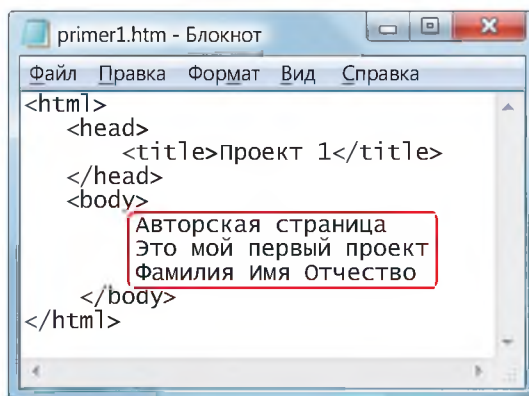 primer1.htm - Блокнот
Файл Правка Формат Вид Справка
<html>
<head>
<title>Проект 1</title>
</head>
<body>
Авторская страница
Это мой первый проект
Фамилия Имя Отчество
</body>
</html>